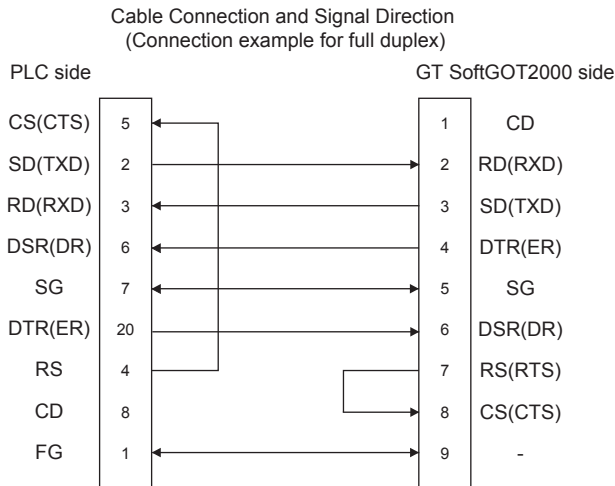 Cable Connection and Signal Direction
(Connection example for full duplex)
PLC side GT SoftGOT2000 side
CS(CTS) 5 1 CD
SD(TXD) 2 2 RD(RXD)
RD(RXD) 3 3 SD(TXD)
DSR(DR) 6 4 DTR(ER)
SG 7 5 SG
DTR(ER) 20 6 DSR(DR)
RS 4 7 RS(RTS)
CD 8 8 CS(CTS)
FG 1 9 -